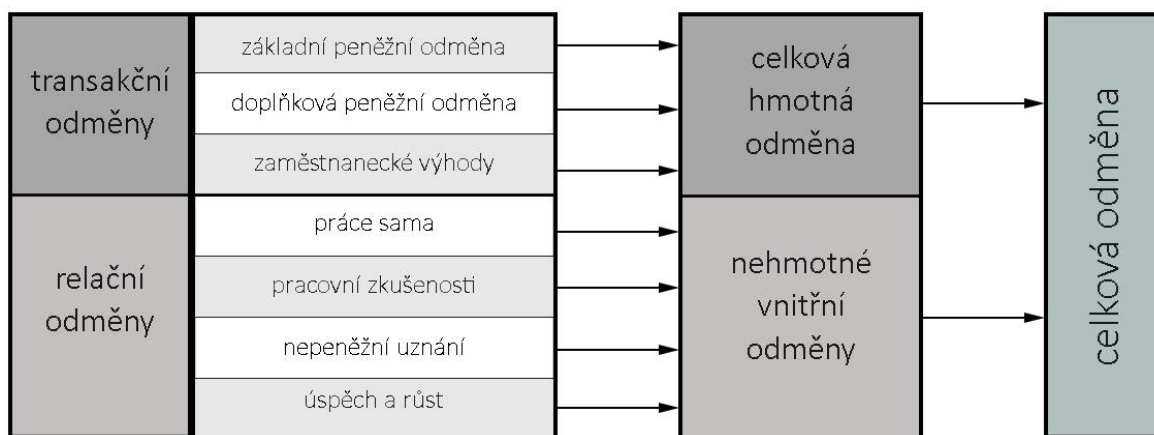 transakční
odměny
základní peněžní odměna
doplňková peněžní odměna
zaměstnanecké výhody
celková
hmotná
odměna
relační
odměny
práce sama
pracovní zkušenosti
nepeněžní uznání
úspěch a růst
nehmotné
vnitřní
odměny
celková odměna